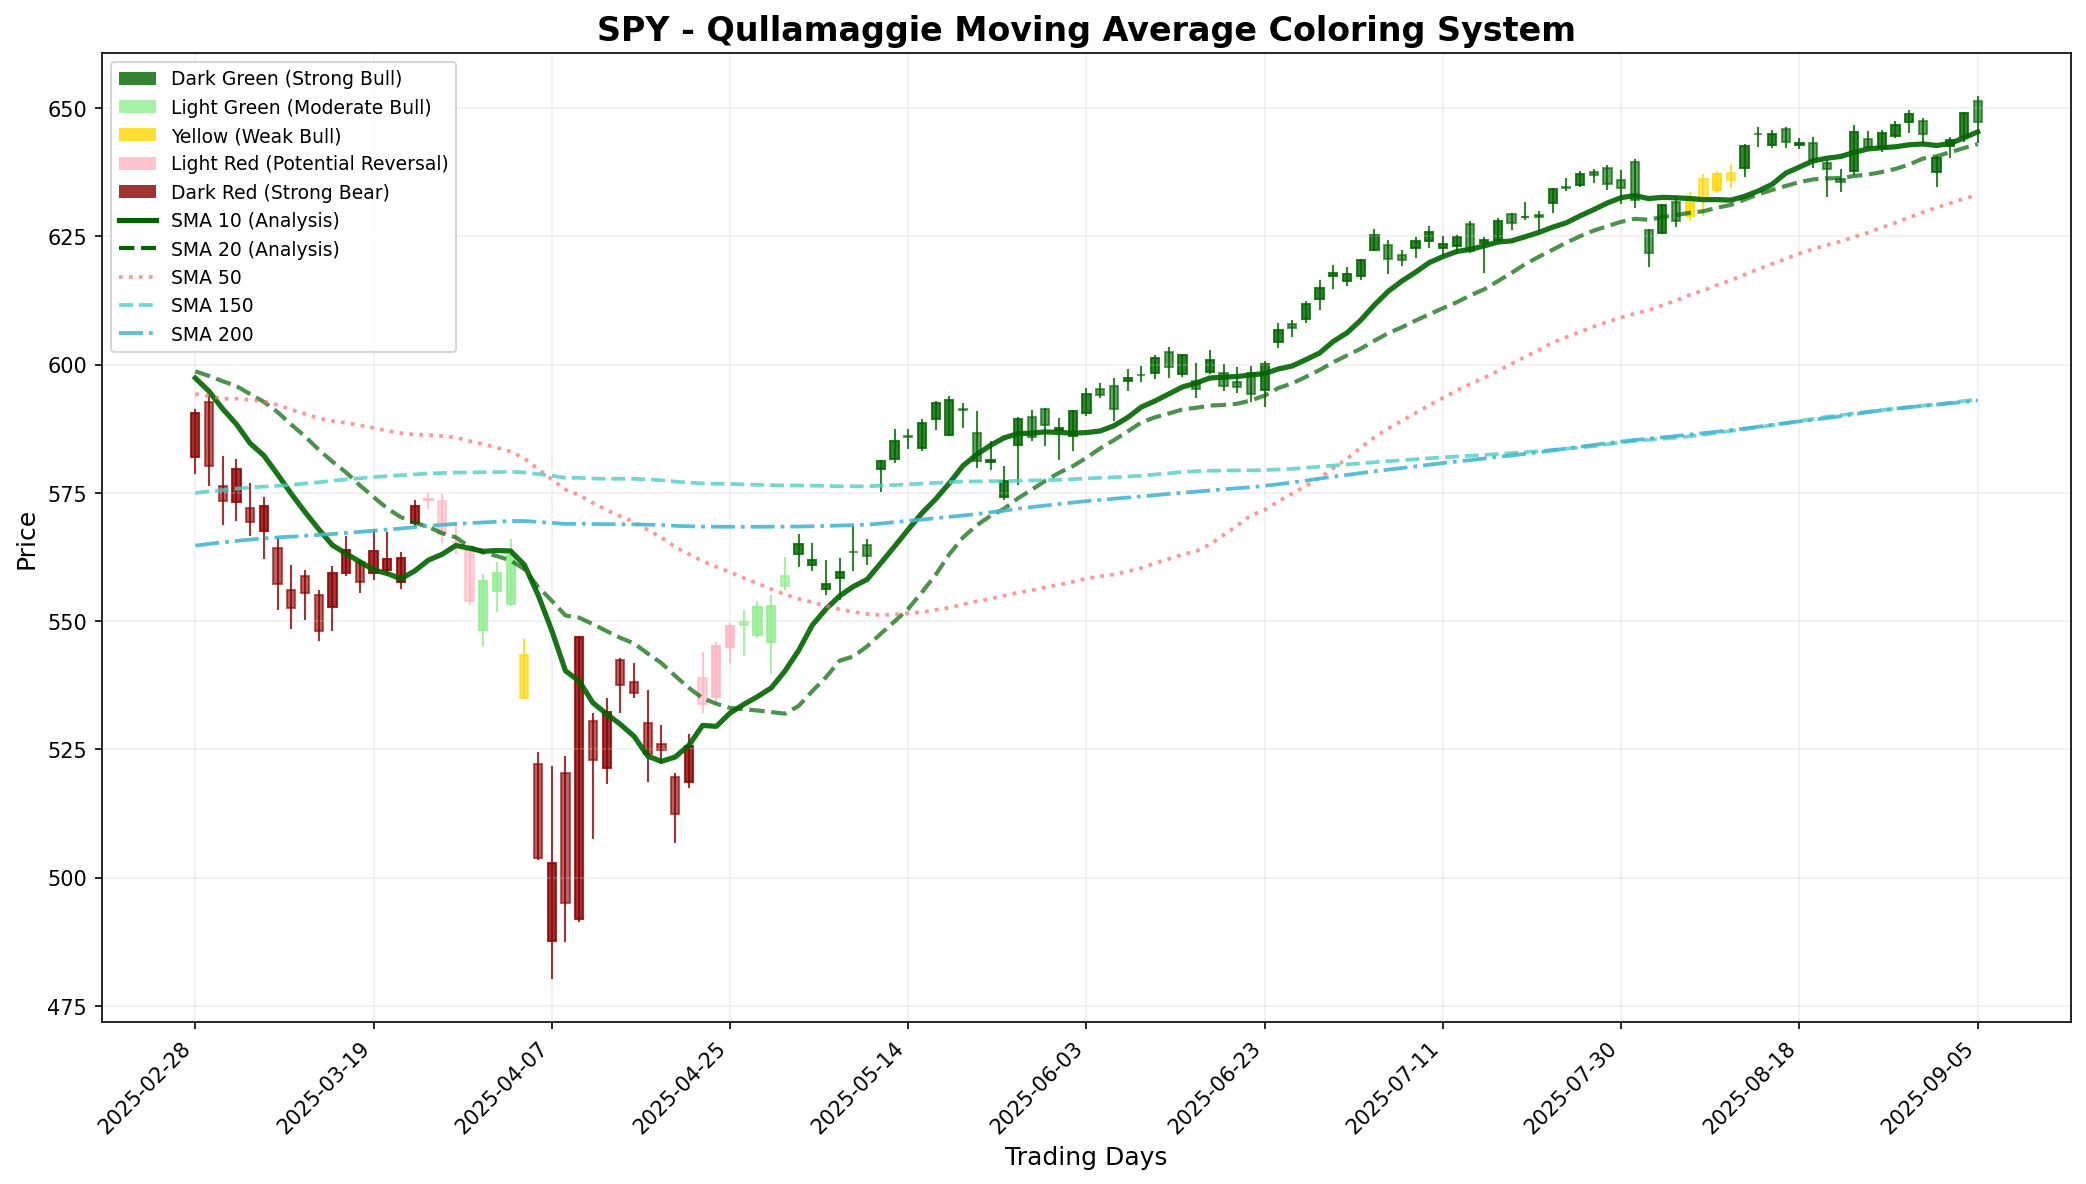 SPY - Qullamaggie Moving Average Coloring System
Dark Green (Strong Bull)
Light Green (Moderate Bull)
Yellow (Weak Bull)
Light Red (Potential Reversal)
Dark Red (Strong Bear)
SMA 10 (Analysis)
SMA 20 (Analysis)
SMA 50
SMA 150
SMA 200
Price
650
625
600
575
550
525
500
475
2025-02-28
2025-03-19
2025-04-07
2025-04-25
2025-05-14
2025-06-03
2025-06-23
2025-07-11
2025-07-30
2025-08-18
2025-09-05
Trading Days